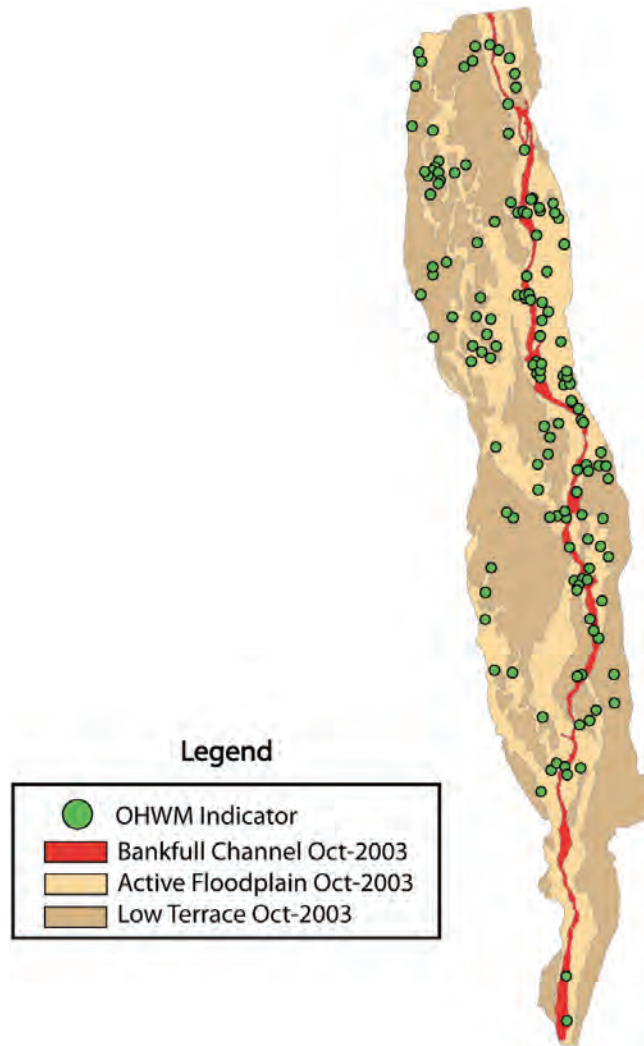 Legend
OHWM Indicator
Bankfull Channel Oct-2003
Active Floodplain Oct-2003
Low Terrace Oct-2003